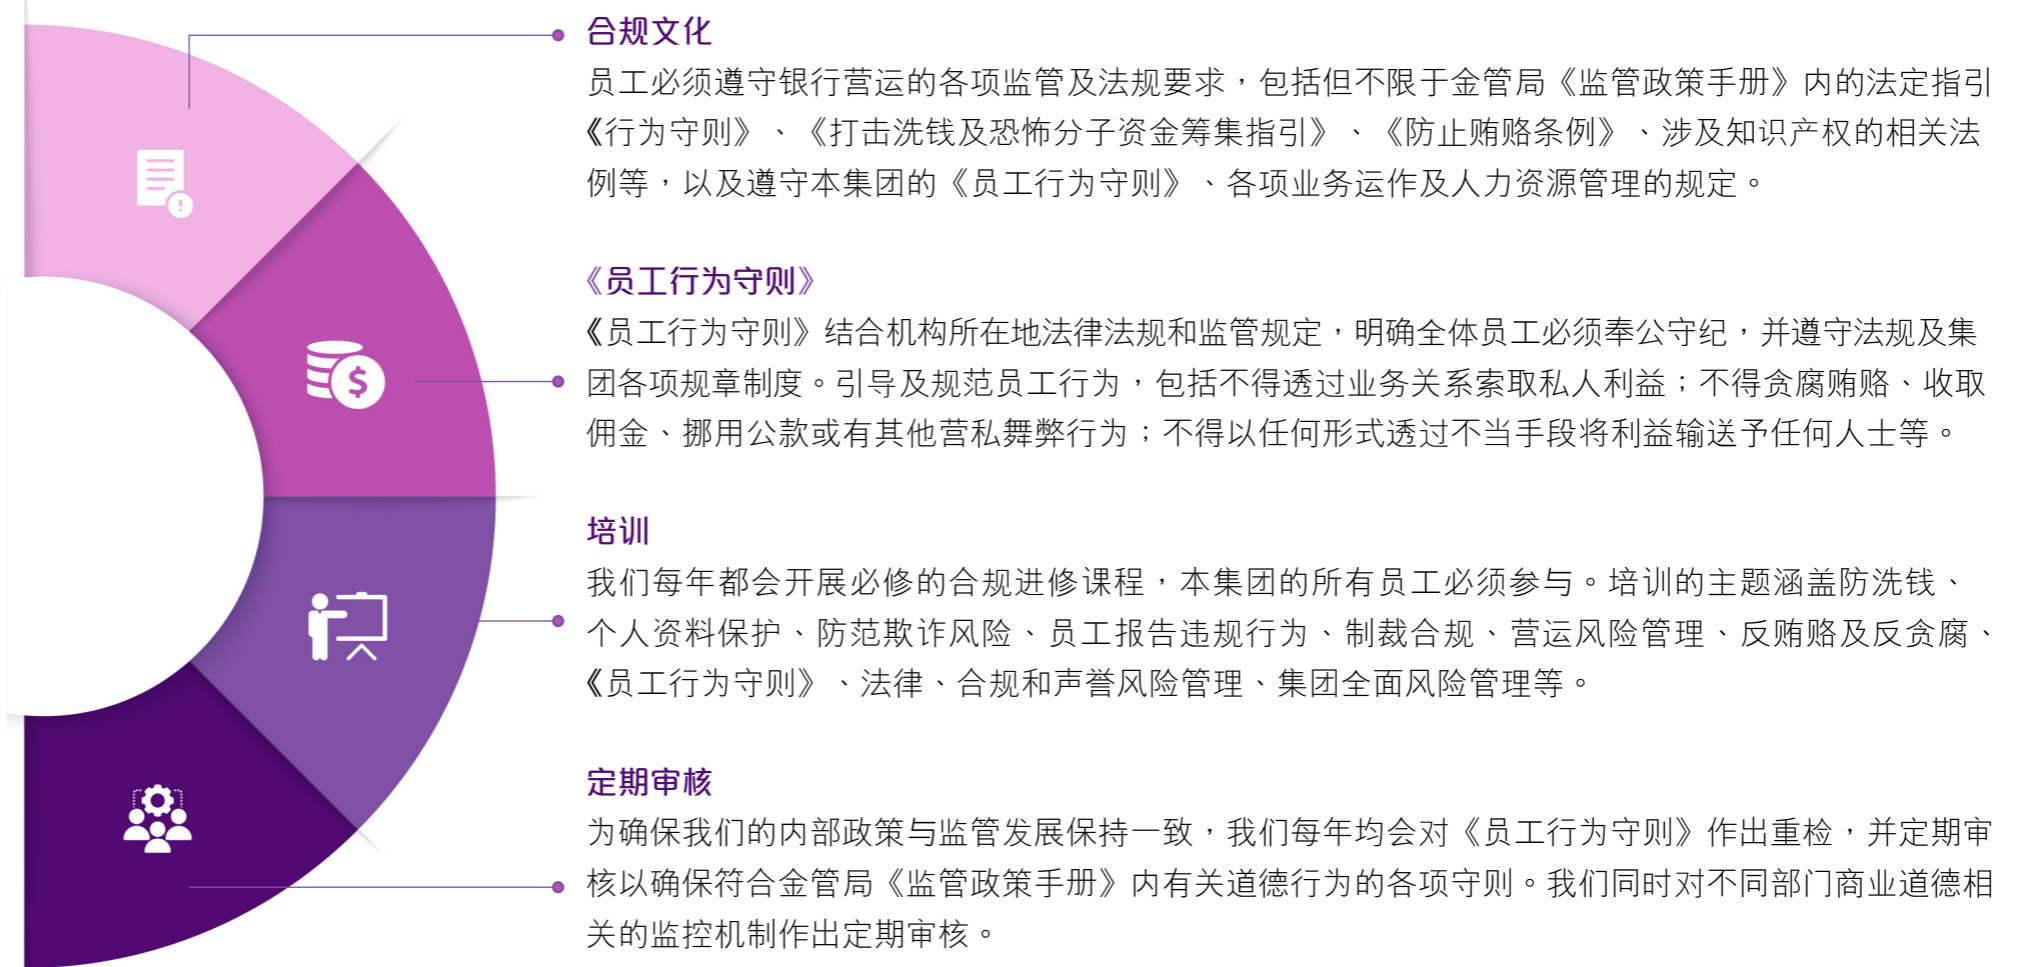 合规文化
员工必须遵守银行营运的各项监管及法规要求，包括但不限于金管局《监管政策手册》内的法定指引
《行为守则》、《打击洗钱及恐怖分子资金筹集指引》、《防止贿赂条例》、涉及知识产权的相关法
例等，以及遵守本集团的《员工行为守则》、各项业务运作及人力资源管理的规定。
《员工行为守则》
《员工行为守则》结合机构所在地法律法规和监管规定，明确全体员工必须奉公守纪，并遵守法规及集
团各项规章制度。引导及规范员工行为，包括不得透过业务关系索取私人利益；不得贪腐贿赂、收取
佣金、挪用公款或有其他营私舞弊行为；不得以任何形式透过不当手段将利益输送予任何人士等。
培训
我们每年都会开展必修的合规进修课程，本集团的所有员工必须参与。培训的主题涵盖防洗钱、
个人资料保护、防范欺诈风险、员工报告违规行为、制裁合规、营运风险管理、反贿赂及反贪腐、
《员工行为守则》、法律、合规和声誉风险管理、集团全面风险管理等。
定期审核
为确保我们的内部政策与监管发展保持一致，我们每年均会对《员工行为守则》作出重检，并定期审
核以确保符合金管局《监管政策手册》内有关道德行为的各项守则。我们同时对不同部门商业道德相
关的监控机制作出定期审核。